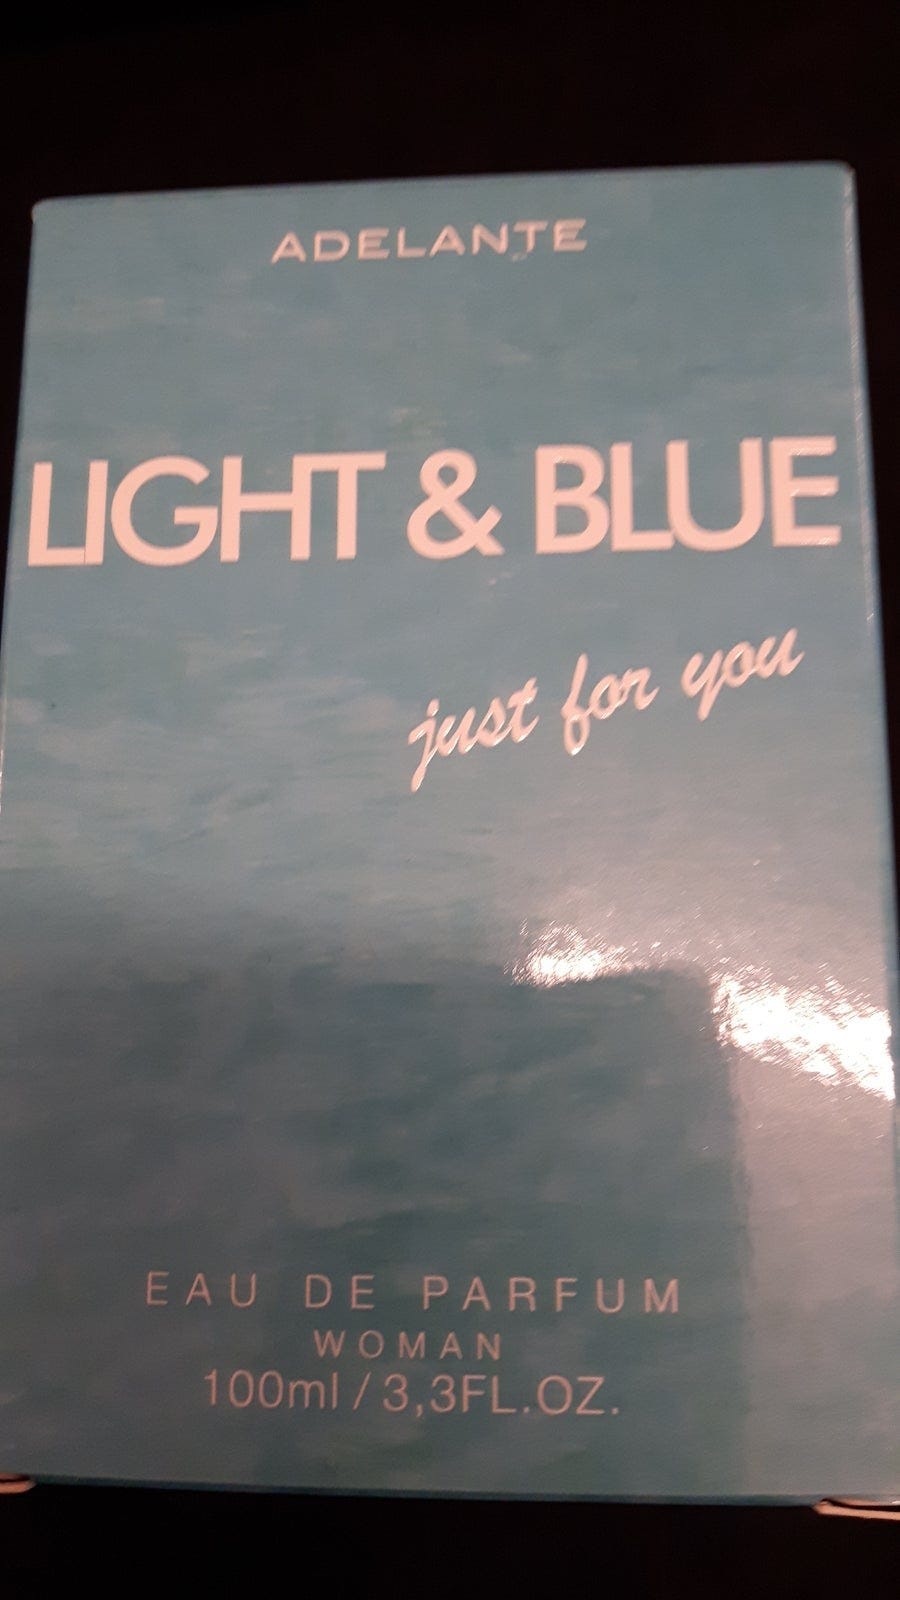 ADELANTE
LIGHT & BLUE
just for you
EAU DE PARFUM
WOMAN
100ml / 3,3FL.OZ.